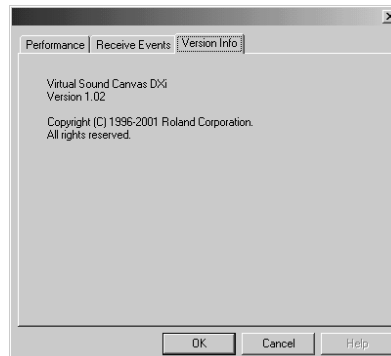 Performance Receive Events Version Info
Virtual Sound Canvas DXi
Version 1.02
Copyright (C) 1996-2001 Roland Corporation.
All rights reserved.
OK Cancel Help